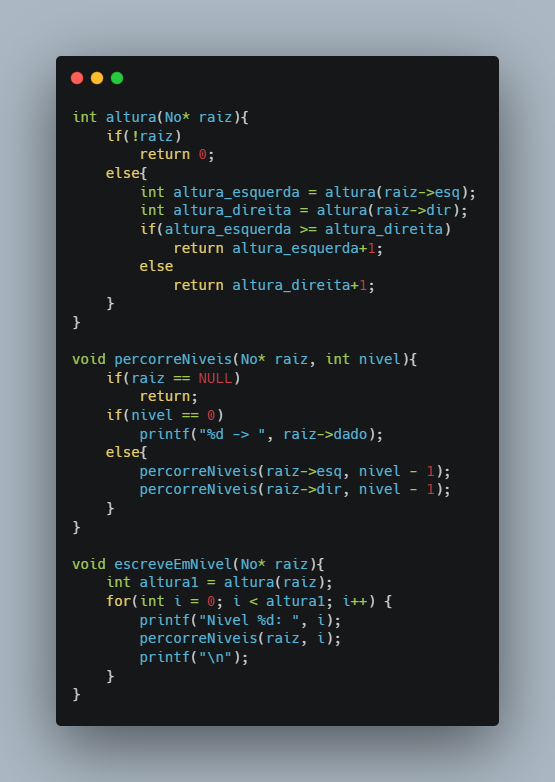 int altura(No* raiz){
    if(!raiz)
        return 0;
    else{
        int altura_esquerda = altura(raiz->esq);
        int altura_direita = altura(raiz->dir);
        if(altura_esquerda >= altura_direita)
            return altura_esquerda+1;
        else
            return altura_direita+1;
    }
}

void percorreNiveis(No* raiz, int nivel){
    if(raiz == NULL)
        return;
    if(nivel == 0)
        printf("%d -> ", raiz->dado);
    else{
        percorreNiveis(raiz->esq, nivel - 1);
        percorreNiveis(raiz->dir, nivel - 1);
    }
}

void escreveEmNivel(No* raiz){
    int altura1 = altura(raiz);
    for(int i = 0; i < altura1; i++) {
        printf("Nivel %d: ", i);
        percorreNiveis(raiz, i);
        printf("\n");
    }
}